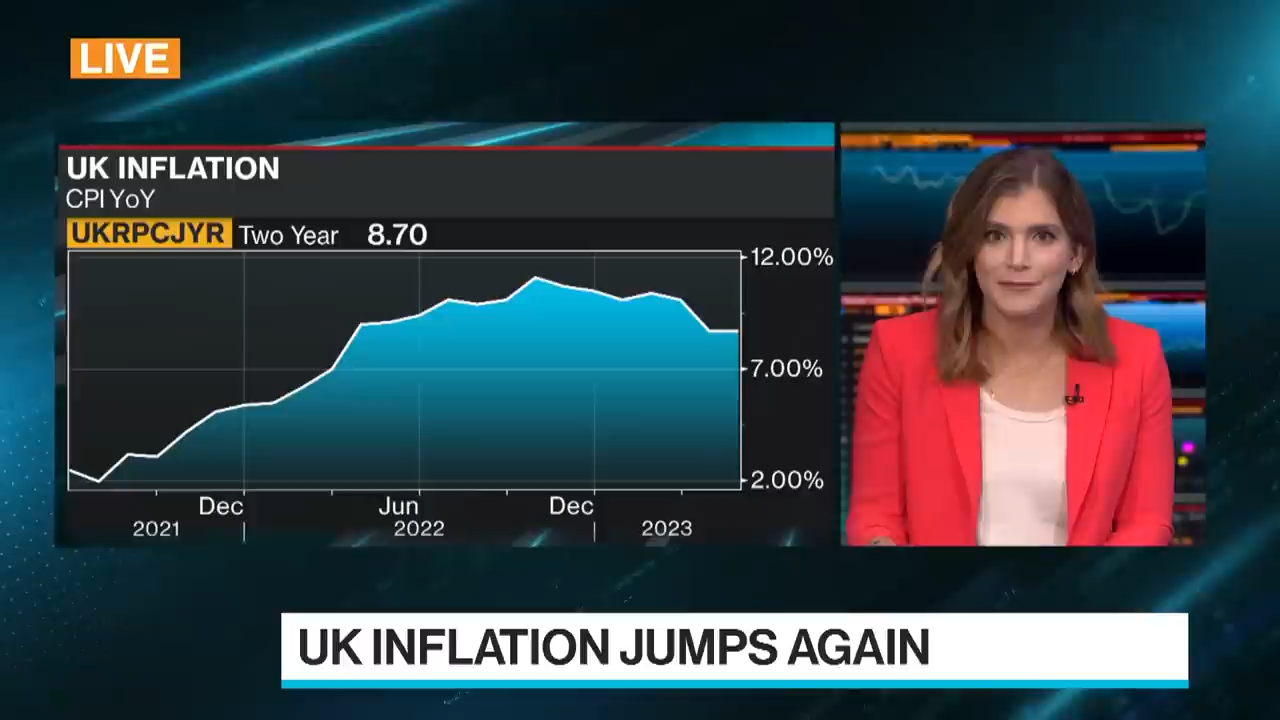 LIVE
UK INFLATION
CPI YoY
UKRPCJYR Two Year 8.70
12.00%
7.00%
2.00%
Dec Jun Dec
2021 2022 2023
UK INFLATION JUMPS AGAIN